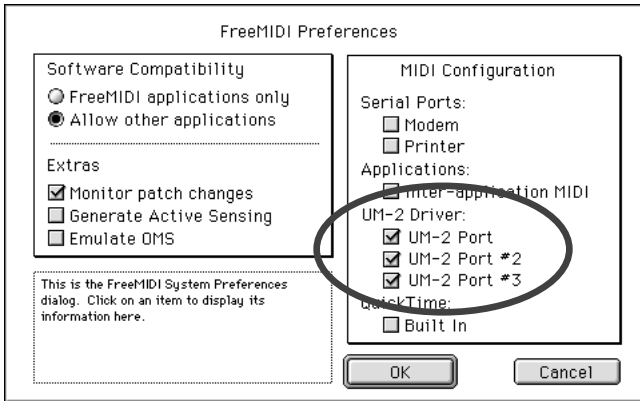 FreeMIDI Preferences
Software Compatibility
FreeMIDI applications only
Allow other applications
Extras
Monitor patch changes
Generate Active Sensing
Emulate OMS
This is the FreeMIDI System Preferences
dialog. Click on an item to display its
information here.
MIDI Configuration
Serial Ports:
Modem
Printer
Applications:
Inter-application MIDI
UM-2 Driver:
UM-2 Port
UM-2 Port #2
UM-2 Port #3
QuickTime:
Built In
OK
Cancel